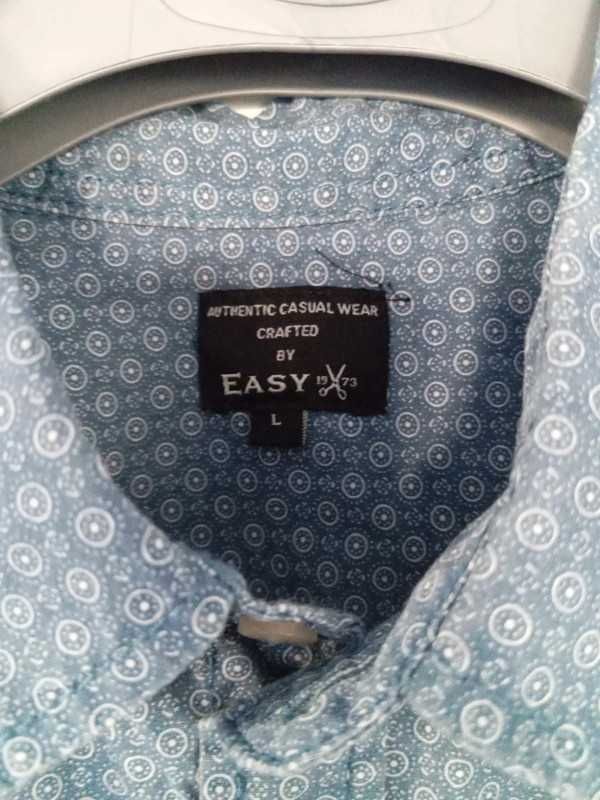 AUTHENTIC CASUAL WEAR
CRAFTED
BY
EASY 19 73
L